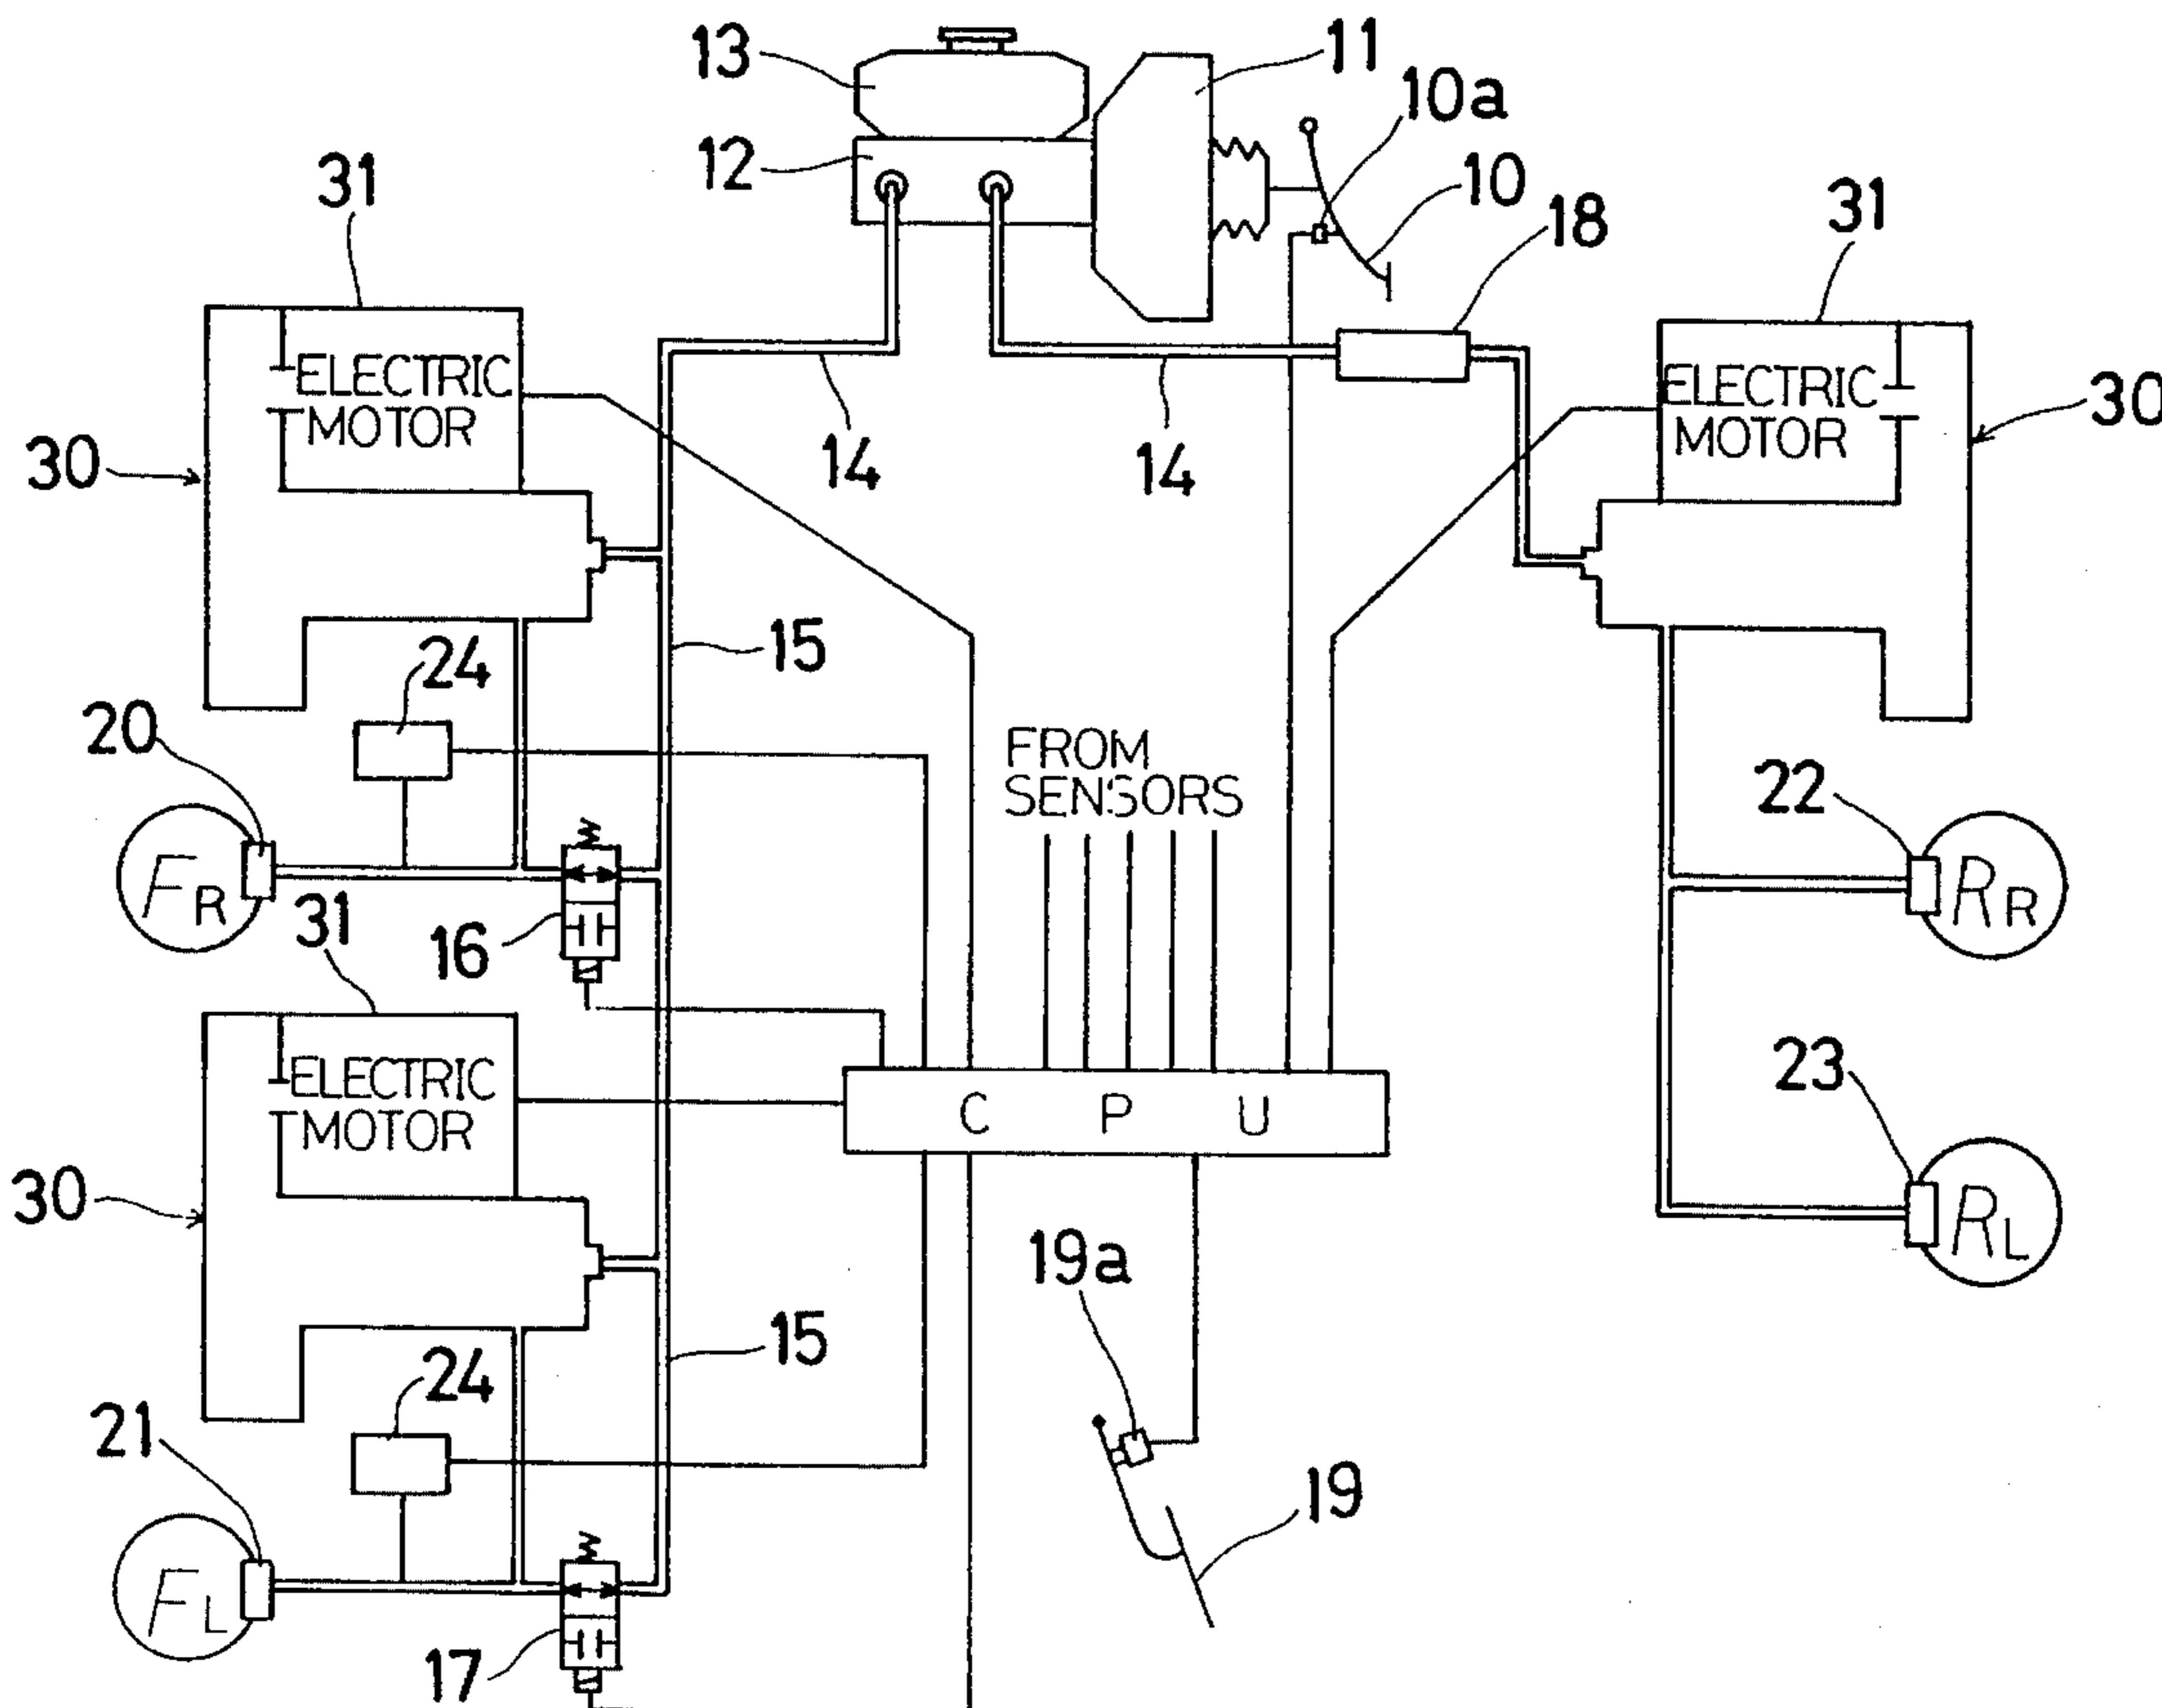 13
11
10a
12
10
31
18
31
ELECTRIC
MOTOR
ELECTRIC
MOTOR
30
14
14
30
15
24
20
FROM
SENSORS
22
FR
31
16
RR
ELECTRIC
MOTOR
C P U
23
30
19a
RL
15
24
21
19
FL
17